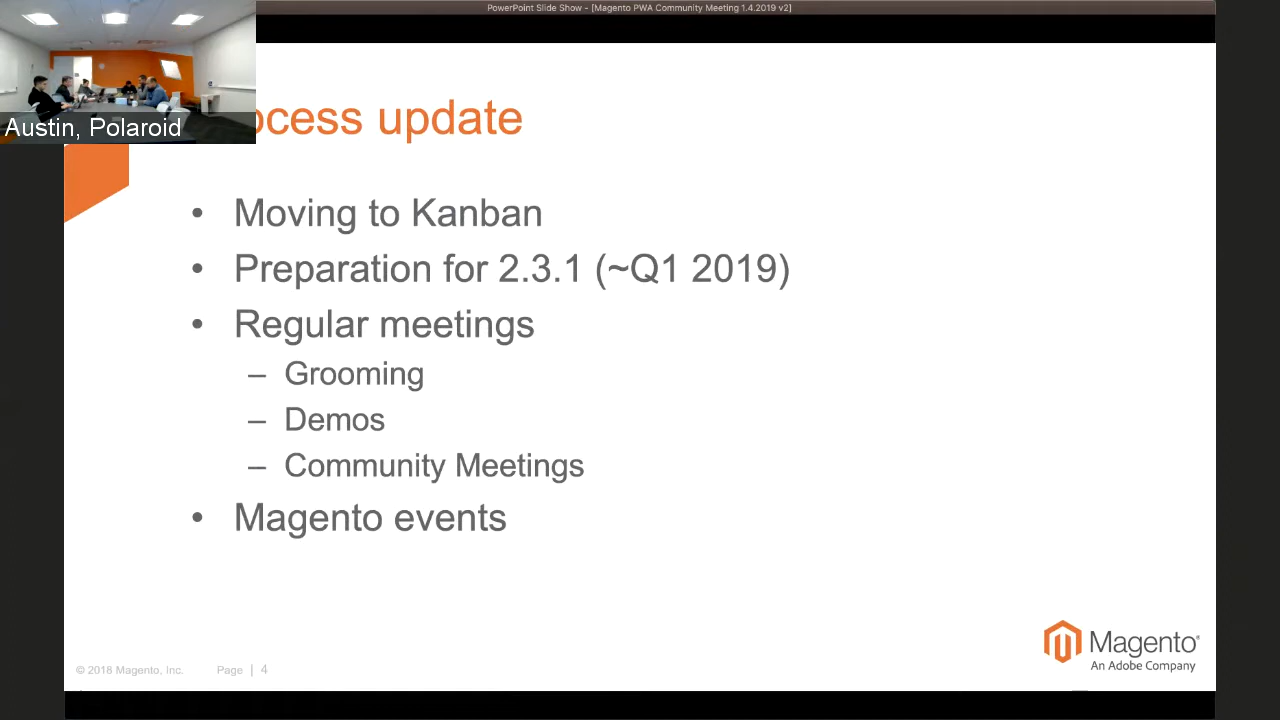 PowerPoint Slide Show - [Magento PWA Community Meeting 1.4.2019 v2]
Austin, Polaroid
ocess update
• Moving to Kanban
• Preparation for 2.3.1 (~Q1 2019)
• Regular meetings
– Grooming
– Demos
– Community Meetings
• Magento events
© 2018 Magento, Inc. Page | 4
Magento®
An Adobe Company